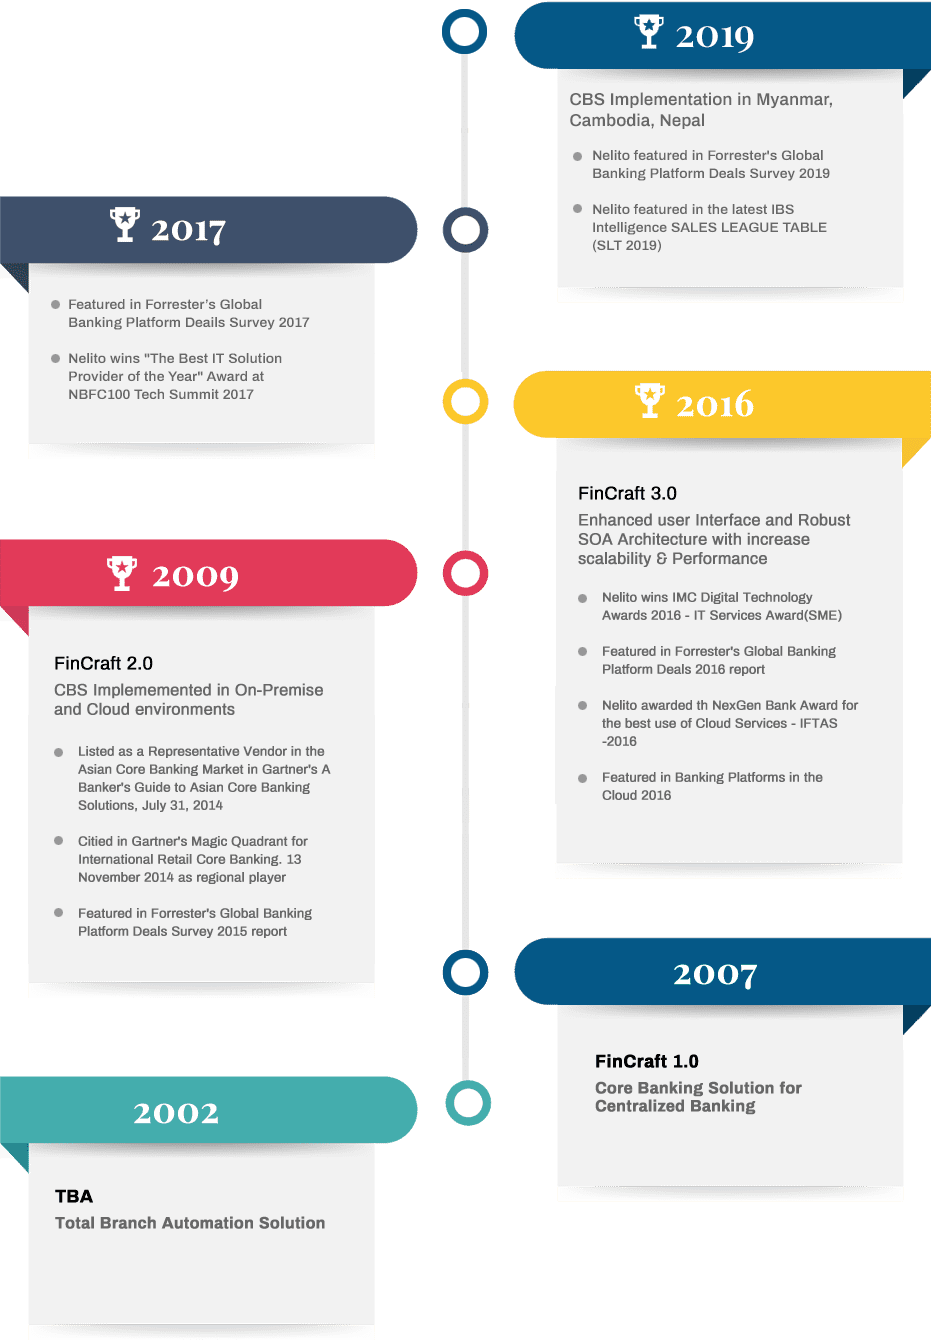 2019
CBS Implementation in Myanmar,
Cambodia, Nepal
Nelito featured in Forrester's Global
Banking Platform Deals Survey 2019
Nelito featured in the latest IBS
Intelligence SALES LEAGUE TABLE
(SLT 2019)
2017
Featured in Forrester's Global
Banking Platform Deails Survey 2017
Nelito wins "The Best IT Solution
Provider of the Year" Award at
NBFC100 Tech Summit 2017
2016
FinCraft 3.0
Enhanced user Interface and Robust
SOA Architecture with increase
scalability & Performance
Nelito wins IMC Digital Technology
Awards 2016 - IT Services Award(SME)
Featured in Forrester's Global Banking
Platform Deals 2016 report
Nelito awarded th NexGen Bank Award for
the best use of Cloud Services - IFTAS
-2016
Featured in Banking Platforms in the
Cloud 2016
2009
FinCraft 2.0
CBS Implememented in On-Premise
and Cloud environments
Listed as a Representative Vendor in the
Asian Core Banking Market in Gartner's A
Banker's Guide to Asian Core Banking
Solutions, July 31, 2014
Citied in Gartner's Magic Quadrant for
International Retail Core Banking. 13
November 2014 as regional player
Featured in Forrester's Global Banking
Platform Deals Survey 2015 report
2007
FinCraft 1.0
Core Banking Solution for
Centralized Banking
2002
TBA
Total Branch Automation Solution